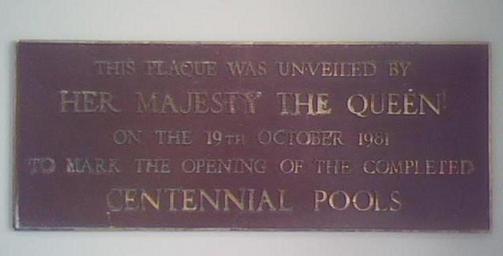 THIS PLAQUE WAS UNVEILED BY
HER MAJESTY THE QUEEN
ON THE 19TH OCTOBER 1981
TO MARK THE OPENING OF THE COMPLETED
CENTENNIAL POOLS